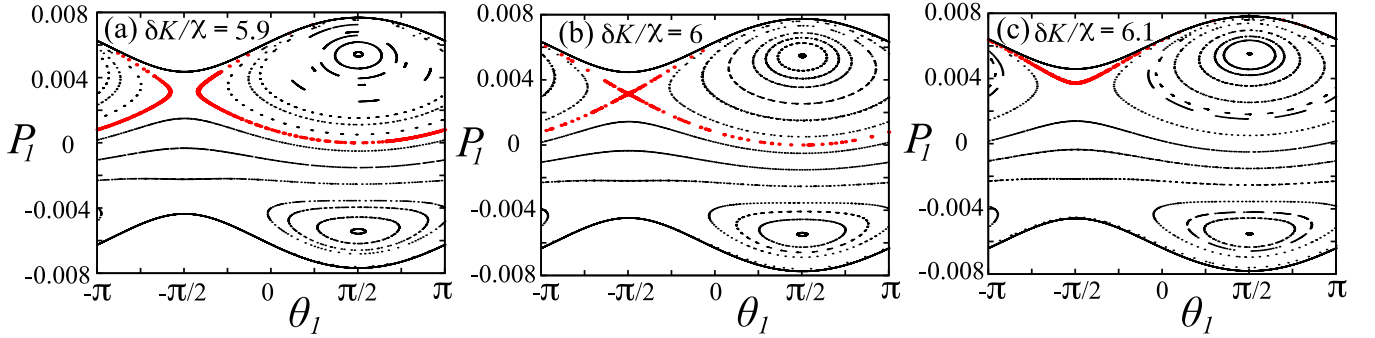 (a) δK/χ = 5.9
(b) δK/χ = 6
(c) δK/χ = 6.1
0.008
0.004
0
-0.004
-0.008
P1
-π
-π/2
0
π/2
π
θ1
0.008
0.004
0
-0.004
-0.008
P1
-π
-π/2
0
π/2
π
θ1
0.008
0.004
0
-0.004
-0.008
P1
-π
-π/2
0
π/2
π
θ1